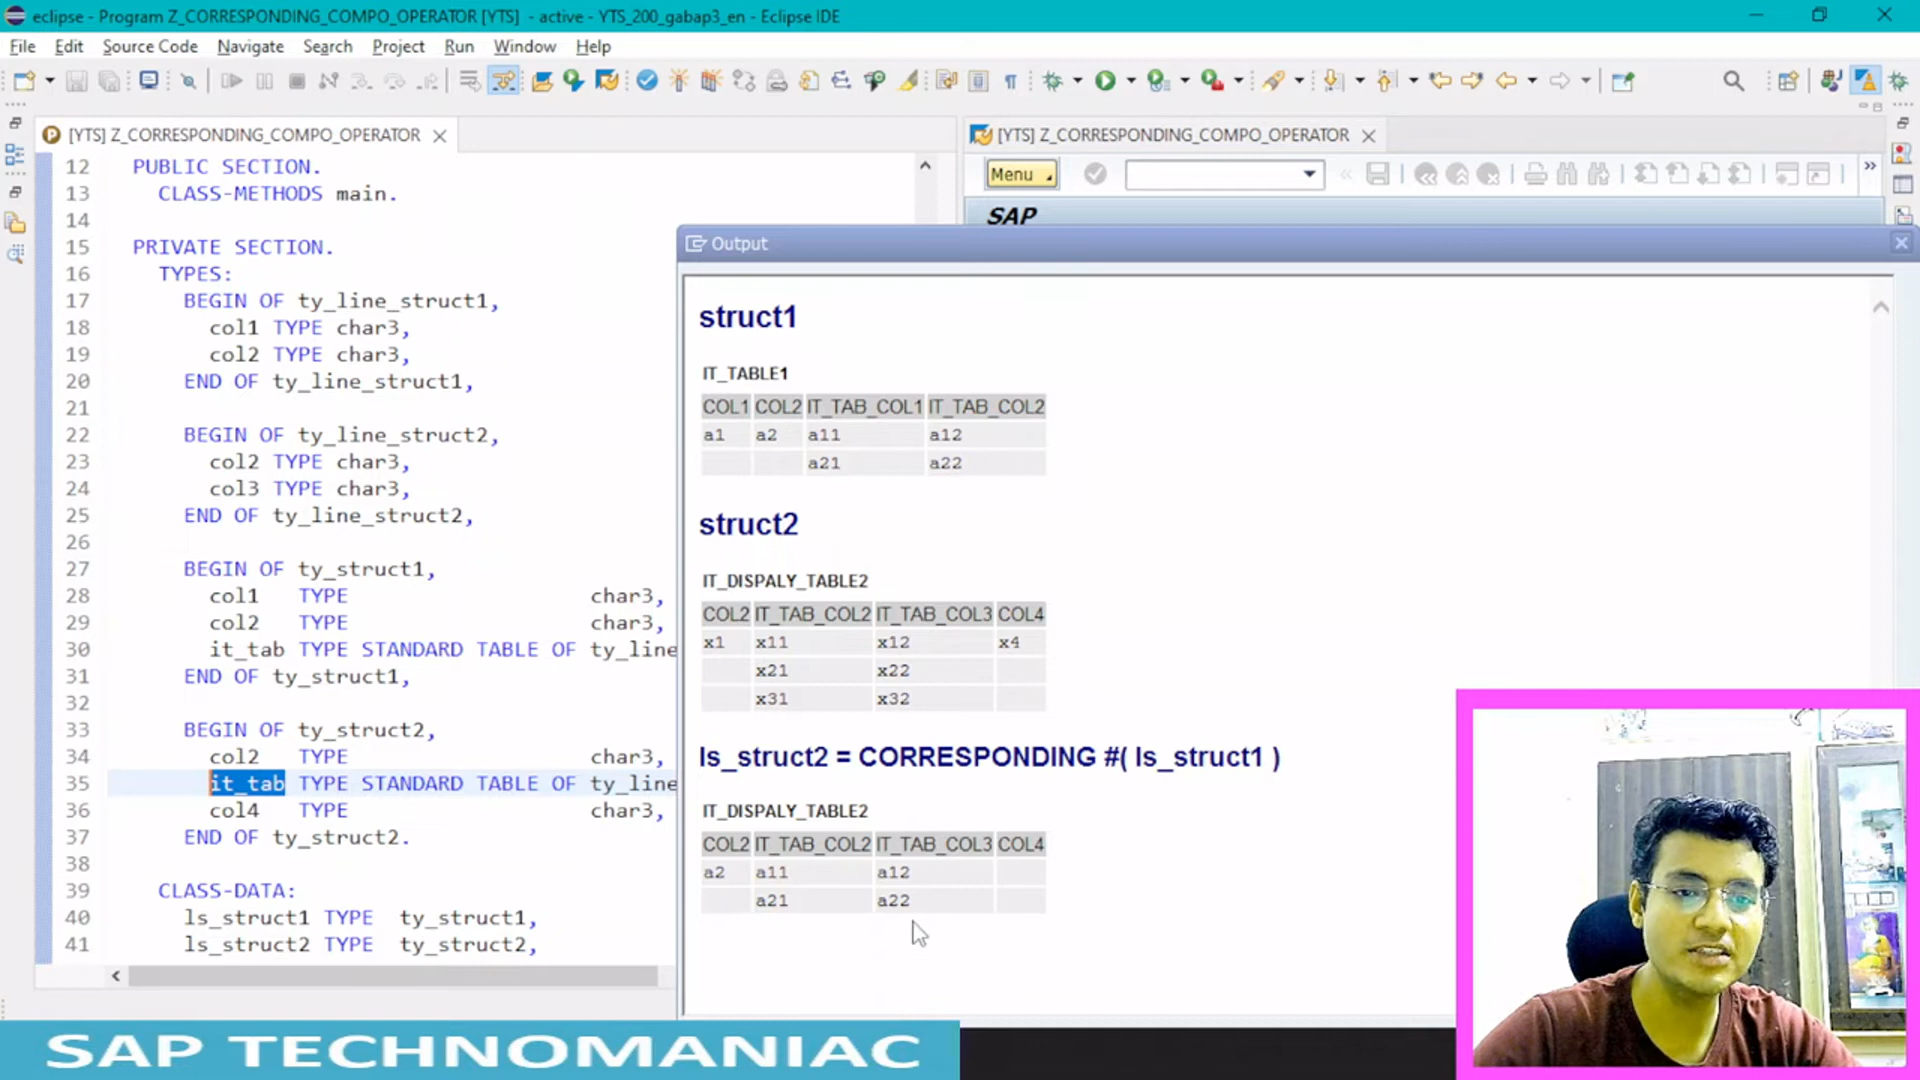 eclipse - Program Z_CORRESPONDING_COMPO_OPERATOR [YTS] - active - YTS_200_gabap3_en - Eclipse IDE
File Edit Source Code Navigate Search Project Run Window Help
[YTS] Z_CORRESPONDING_COMPO_OPERATOR
12 PUBLIC SECTION.
13 CLASS-METHODS main.
14
15 PRIVATE SECTION.
16 TYPES:
17 BEGIN OF ty_line_struct1,
18 col1 TYPE char3,
19 col2 TYPE char3,
20 END OF ty_line_struct1,
21
22 BEGIN OF ty_line_struct2,
23 col2 TYPE char3,
24 col3 TYPE char3,
25 END OF ty_line_struct2,
26
27 BEGIN OF ty_struct1,
28 col1 TYPE char3,
29 col2 TYPE char3,
30 it_tab TYPE STANDARD TABLE OF ty_line
31 END OF ty_struct1,
32
33 BEGIN OF ty_struct2,
34 col2 TYPE char3,
35 it_tab TYPE STANDARD TABLE OF ty_line
36 col4 TYPE char3,
37 END OF ty_struct2.
38
39 CLASS-DATA:
40 ls_struct1 TYPE ty_struct1,
41 ls_struct2 TYPE ty_struct2,
[YTS] Z_CORRESPONDING_COMPO_OPERATOR
Menu
SAP
Output
struct1
IT_TABLE1
COL1 COL2 IT_TAB_COL1 IT_TAB_COL2
a1 a2 a11 a12
a21 a22
struct2
IT_DISPALY_TABLE2
COL2 IT_TAB_COL2 IT_TAB_COL3 COL4
x1 x11 x12 x4
x21 x22
x31 x32
ls_struct2 = CORRESPONDING #( ls_struct1 )
IT_DISPALY_TABLE2
COL2 IT_TAB_COL2 IT_TAB_COL3 COL4
a2 a11 a12
a21 a22
SAP TECHNOMANIAC